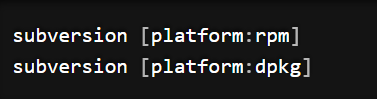 subversion [platform:rpm]
subversion [platform:dpkg]